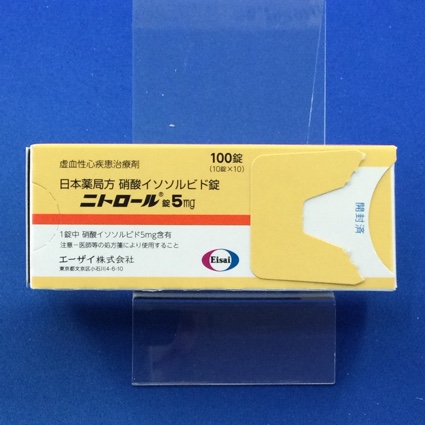 虚血性心疾患治療剤
100錠
(10錠×10)
日本薬局方 硝酸イソソルビド錠
ニトロール®錠5mg
1錠中 硝酸イソソルビド5mg含有
注意-医師等の処方箋により使用すること
エーザイ株式会社
東京都文京区小石川4-6-10
Eisai
開封済